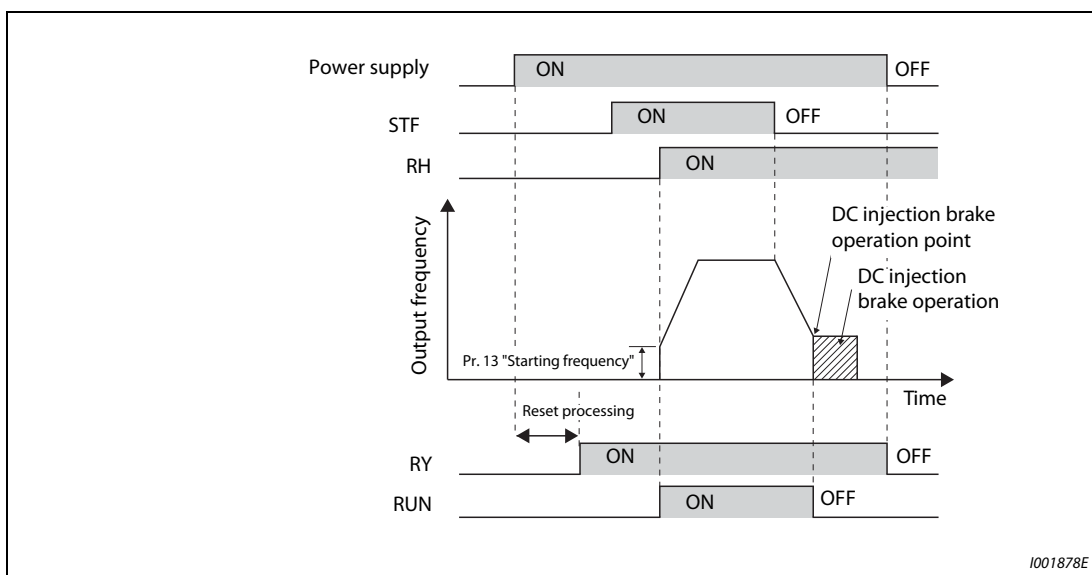 Power supply
ON
OFF
STF
ON
OFF
RH
ON
Output frequency
DC injection brake
operation point
DC injection
brake operation
Pr. 13 "Starting frequency"
Time
Reset processing
RY
ON
OFF
RUN
ON
OFF
I001878E